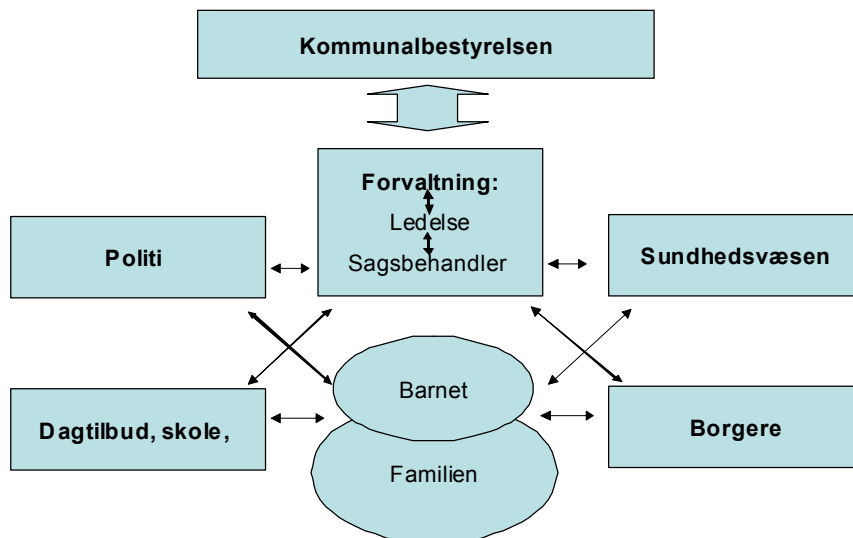 Kommunalbestyrelsen
Forvaltning:
Ledelse
Sagsbehandler
Politi
Sundhedsvæsen
Barnet
Familien
Dagtilbud, skole,
Borgere